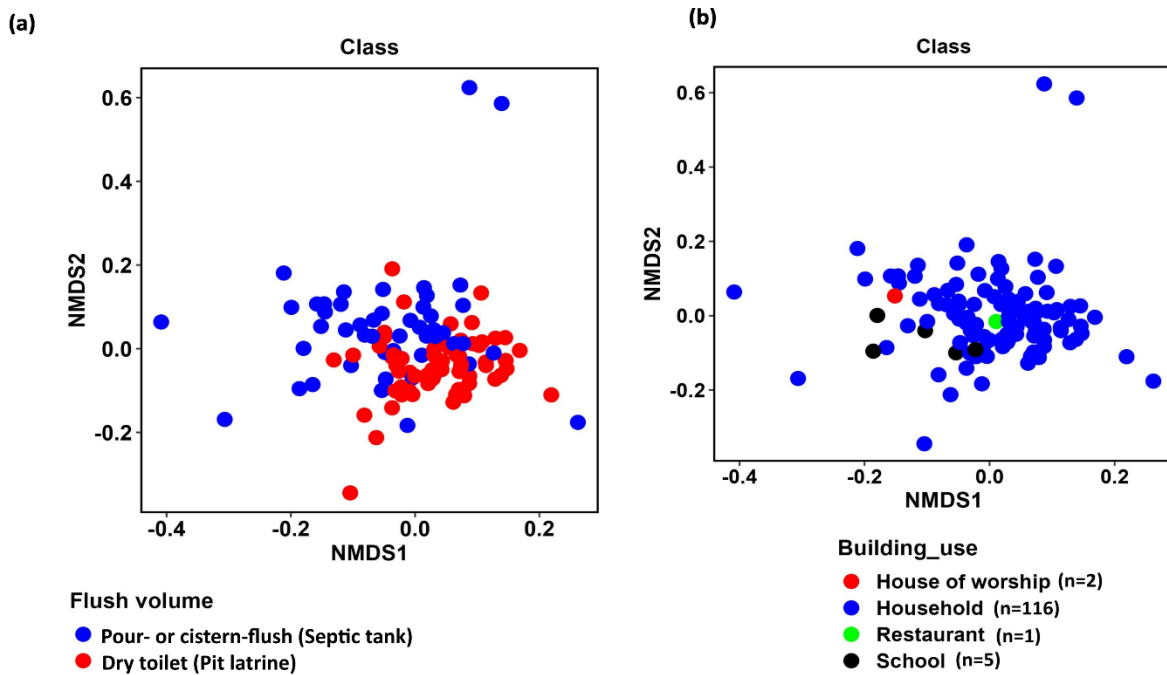 (a)
Class
NMDS2
0.6
0.4
0.2
0.0
-0.2
-0.4 -0.2 0.0 0.2
NMDS1
Flush volume
Pour- or cistern-flush (Septic tank)
Dry toilet (Pit latrine)
(b)
Class
NMDS2
0.6
0.4
0.2
0.0
-0.2
-0.4 -0.2 0.0 0.2
NMDS1
Building_use
House of worship (n=2)
Household (n=116)
Restaurant (n=1)
School (n=5)